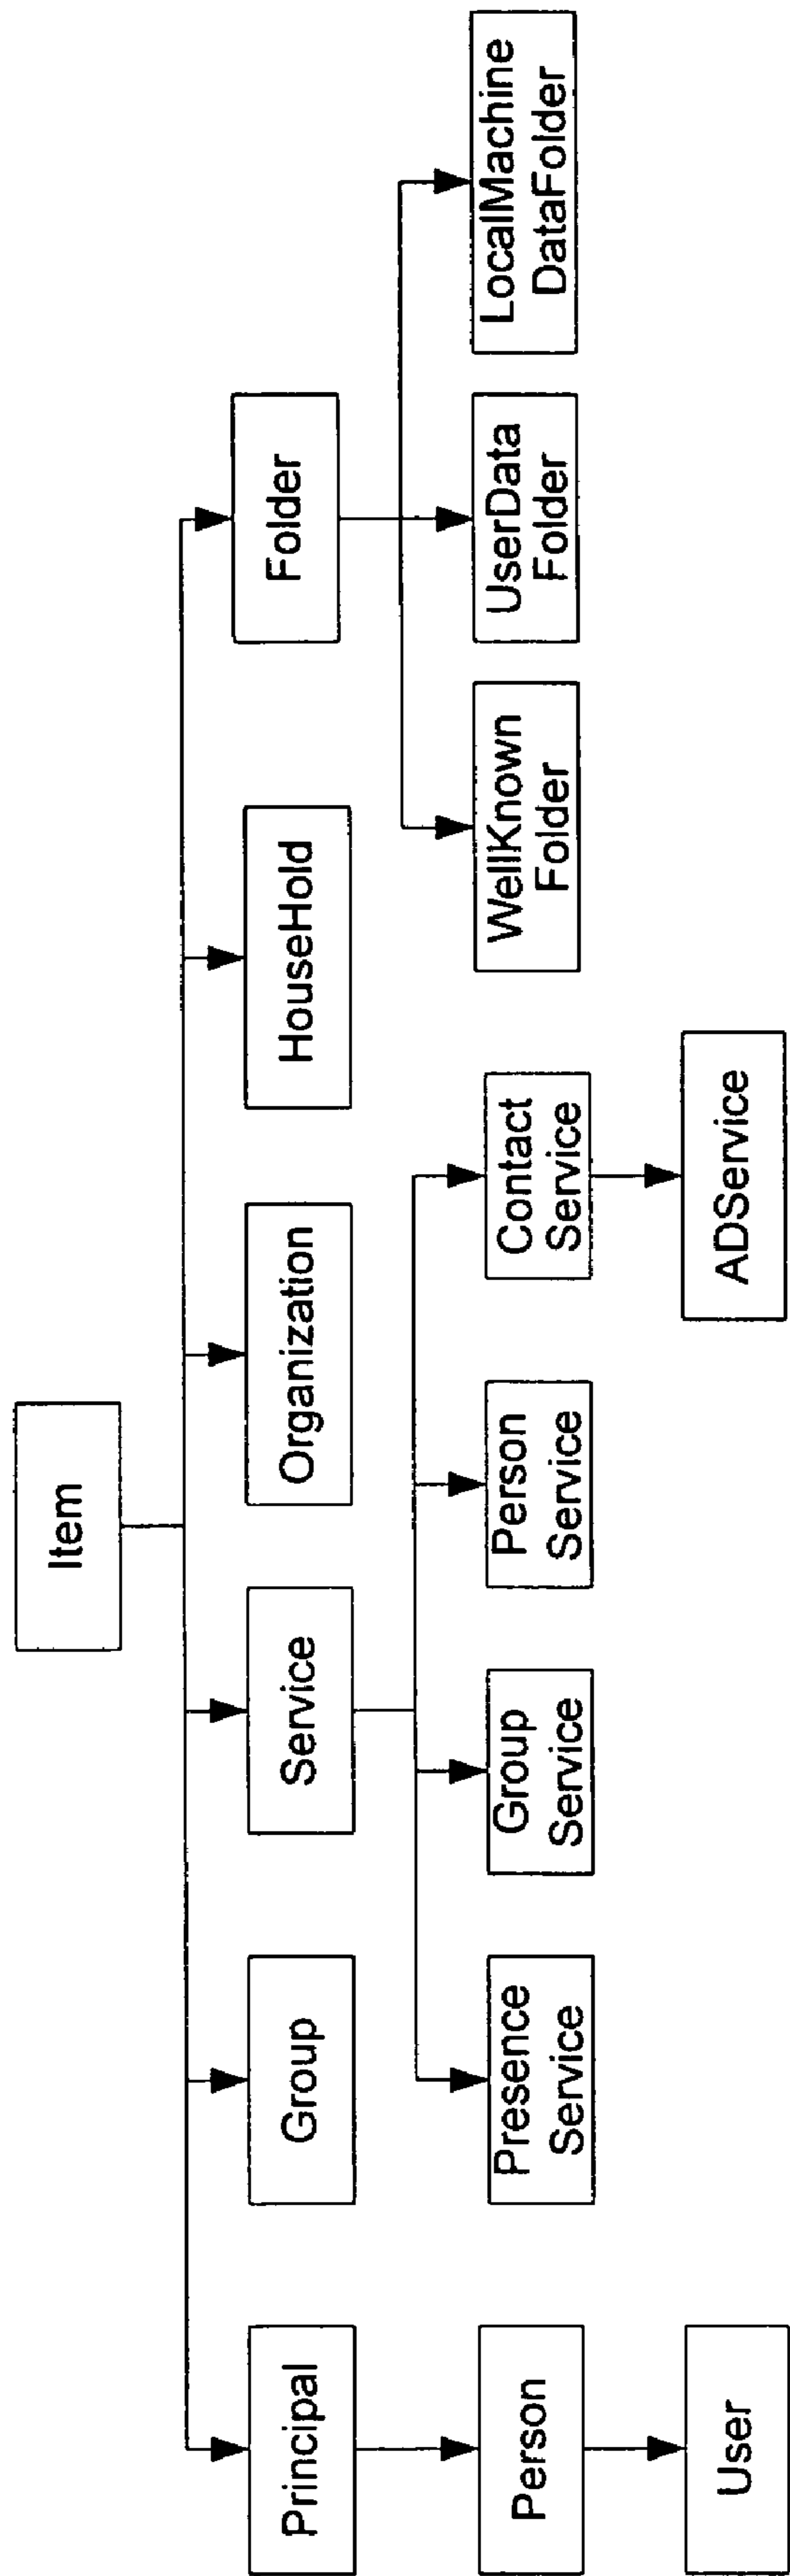 Item
Principal
Group
Service
Organization
HouseHold
Folder
Person
Presence
Service
Group
Service
Person
Service
Contact
Service
WellKnown
Folder
UserData
Folder
LocalMachine
DataFolder
User
ADService